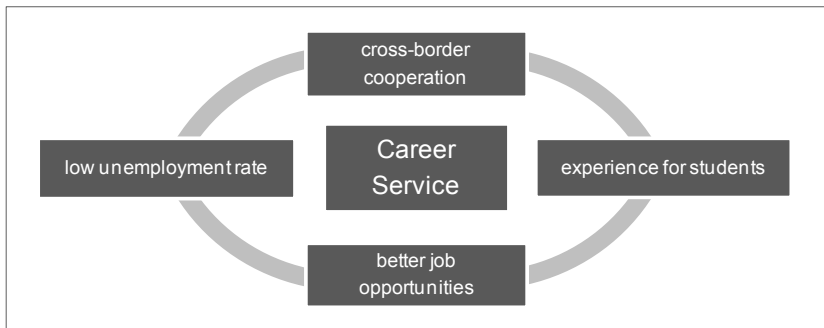 cross-border
cooperation
low unemployment rate
Career
Service
experience for students
better job
opportunities